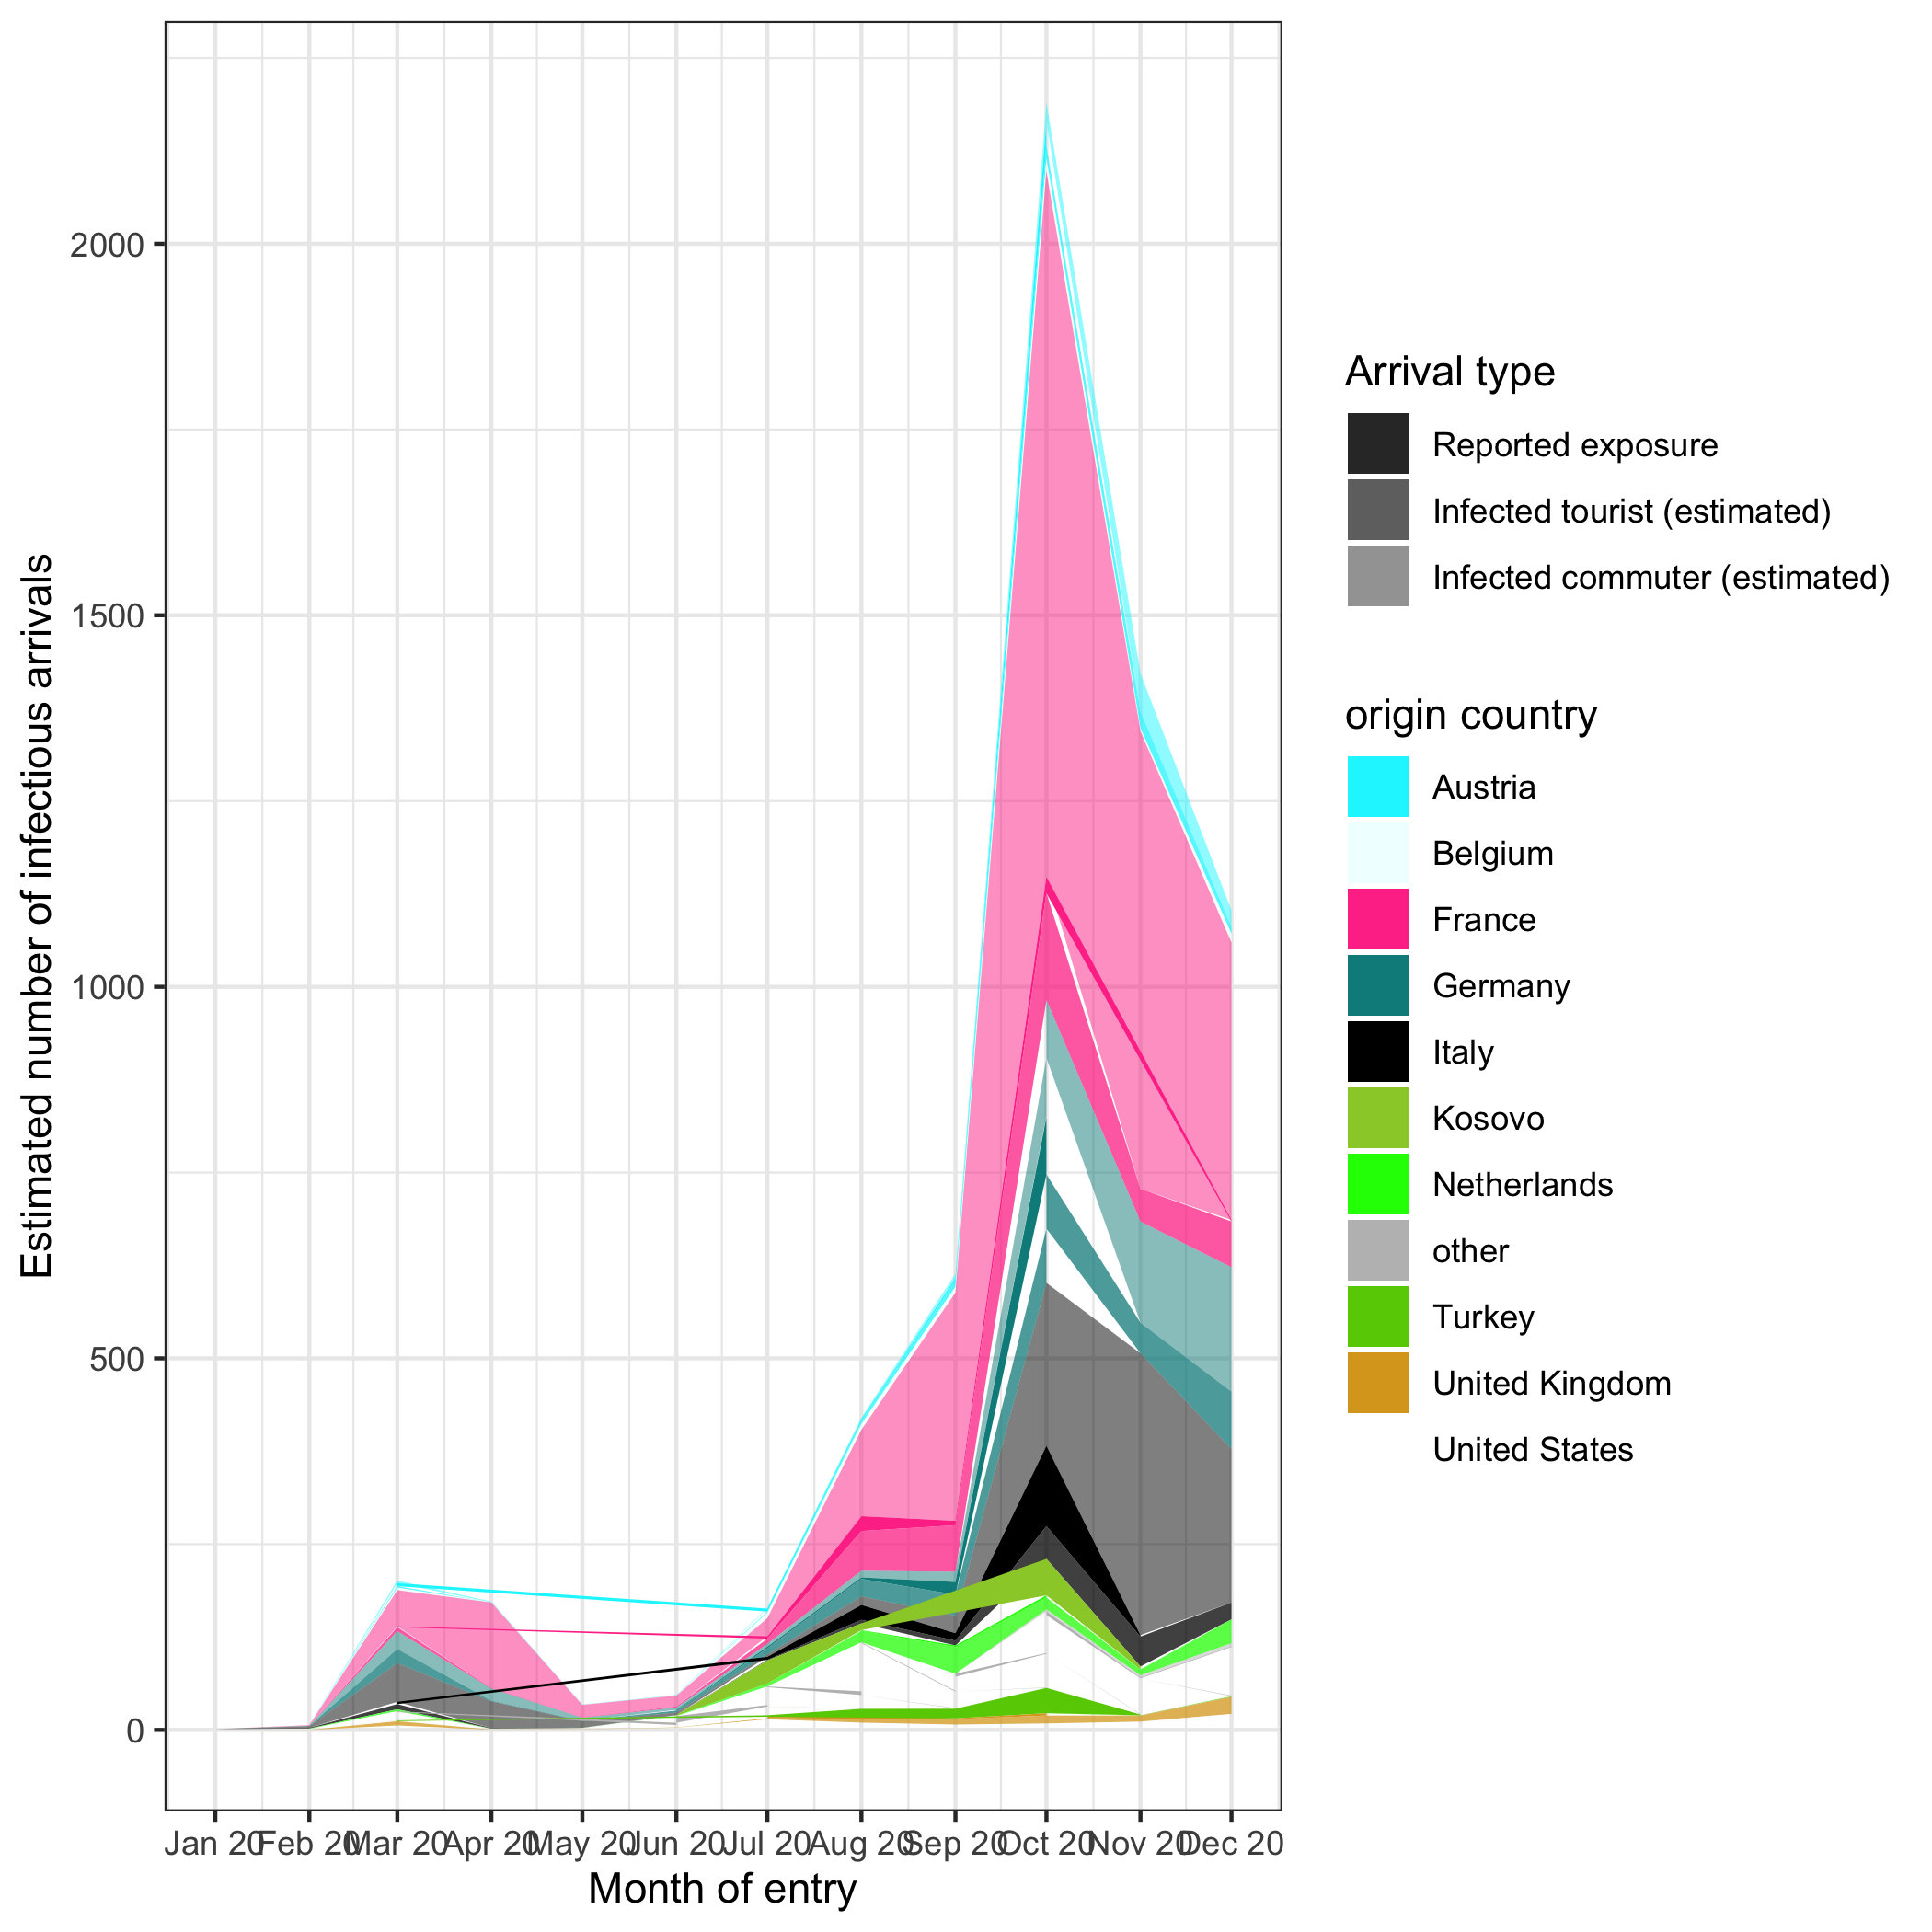 Estimated number of infectious arrivals
2000
1500
1000
500
0
Jan 20 Feb 20 Mar 20 Apr 20 May 20 Jun 20 Jul 20 Aug 20 Sep 20 Oct 20 Nov 20 Dec 20
Month of entry
Arrival type
Reported exposure
Infected tourist (estimated)
Infected commuter (estimated)
origin country
Austria
Belgium
France
Germany
Italy
Kosovo
Netherlands
other
Turkey
United Kingdom
United States